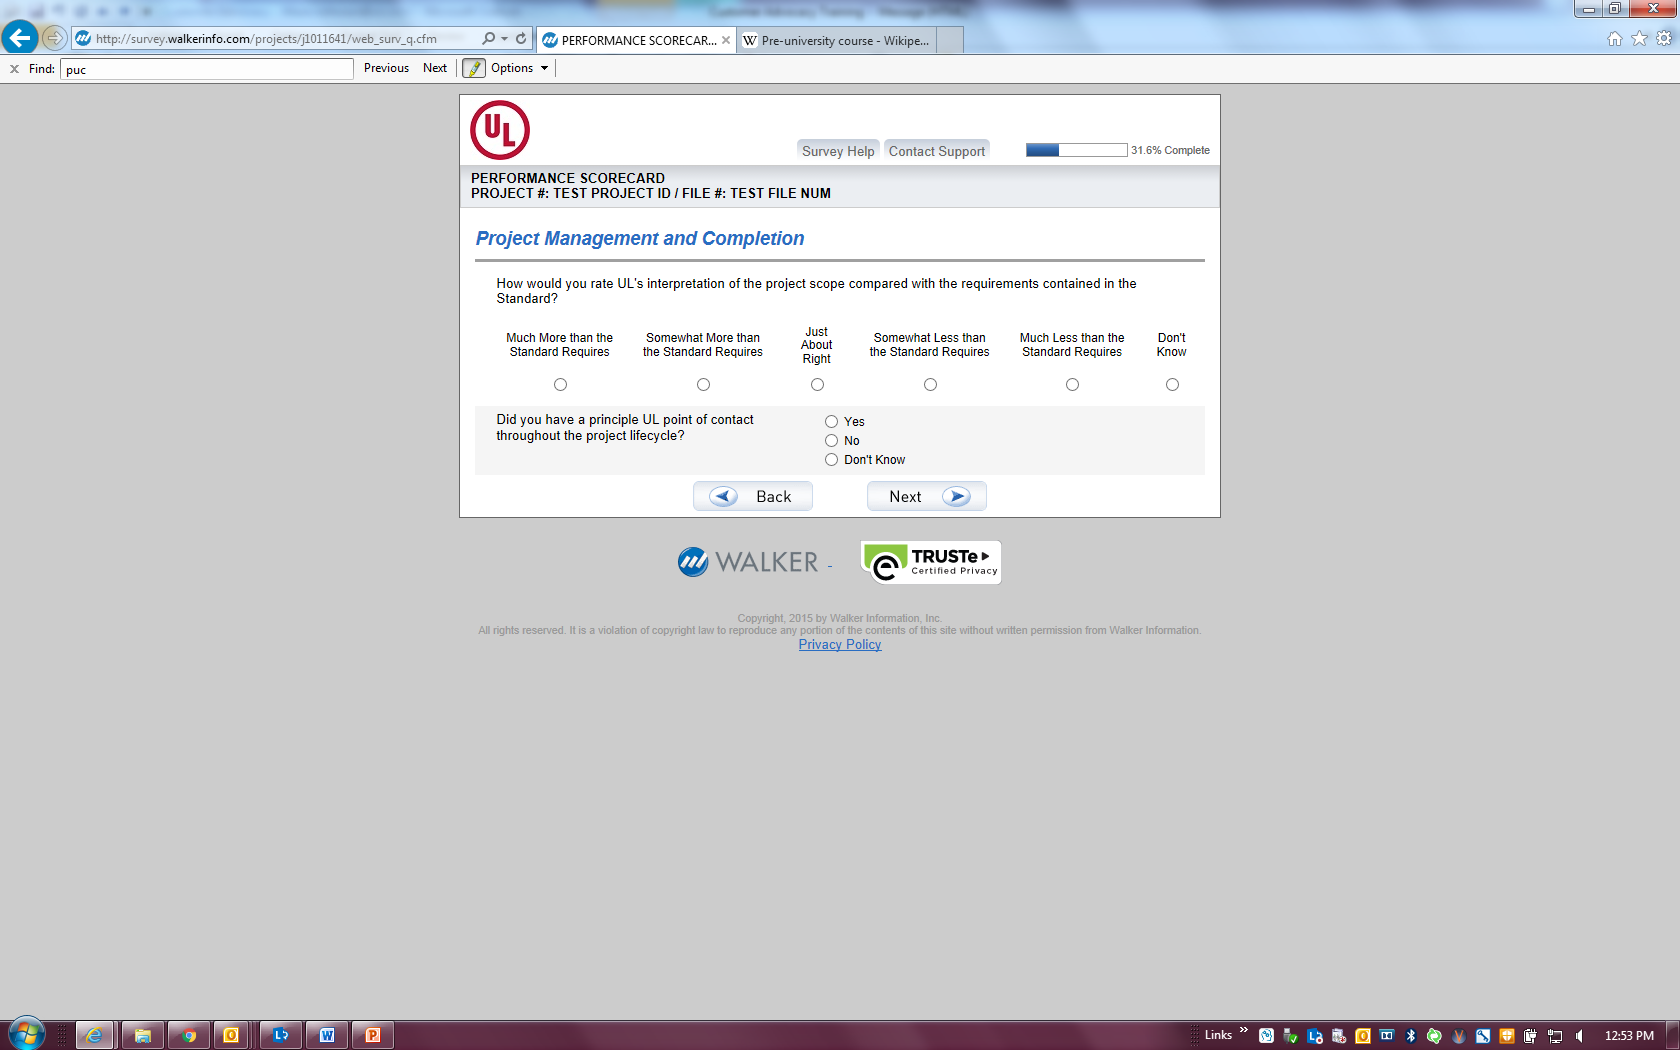 http://survey.walkerinfo.com/projects/j1011641/web_surv_q.cfm
PERFORMANCE SCORECAR...
W Pre-university course - Wikipe...
x Find: puc Previous Next Options
UL
Survey Help Contact Support 31.6% Complete
PERFORMANCE SCORECARD
PROJECT #: TEST PROJECT ID / FILE #: TEST FILE NUM
Project Management and Completion
How would you rate UL's interpretation of the project scope compared with the requirements contained in the
Standard?
Much More than the
Standard Requires
Somewhat More than
the Standard Requires
Just
About
Right
Somewhat Less than
the Standard Requires
Much Less than the
Standard Requires
Don't
Know
Did you have a principle UL point of contact
throughout the project lifecycle?
Yes
No
Don't Know
Back Next
WALKER
TRUSTe
Certified Privacy
Copyright, 2015 by Walker Information, Inc.
All rights reserved. It is a violation of copyright law to reproduce any portion of the contents of this site without written permission from Walker Information.
Privacy Policy
Links 12:53 PM